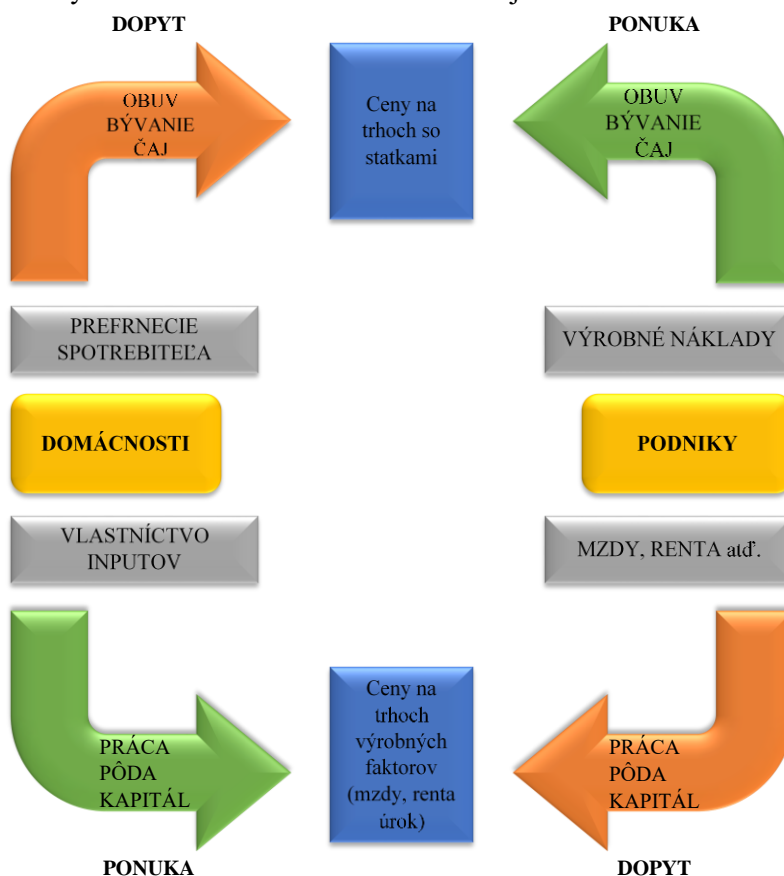 DOPYT
PONUKA
OBUV
BÝVANIE
ČAJ
Ceny na
trhoch so
statkami
OBUV
BÝVANIE
ČAJ
PREFRNECIE
SPOTREBITEĽA
VÝROBNÉ NÁKLADY
DOMÁCNOSTI
PODNIKY
VLASTNÍCTVO
INPUTOV
MZDY, RENTA atď.
PRÁCA
PÔDA
KAPITÁL
Ceny na
trhoch
výrobných
faktorov
(mzdy, renta
úrok)
PRÁCA
PÔDA
KAPITÁL
PONUKA
DOPYT